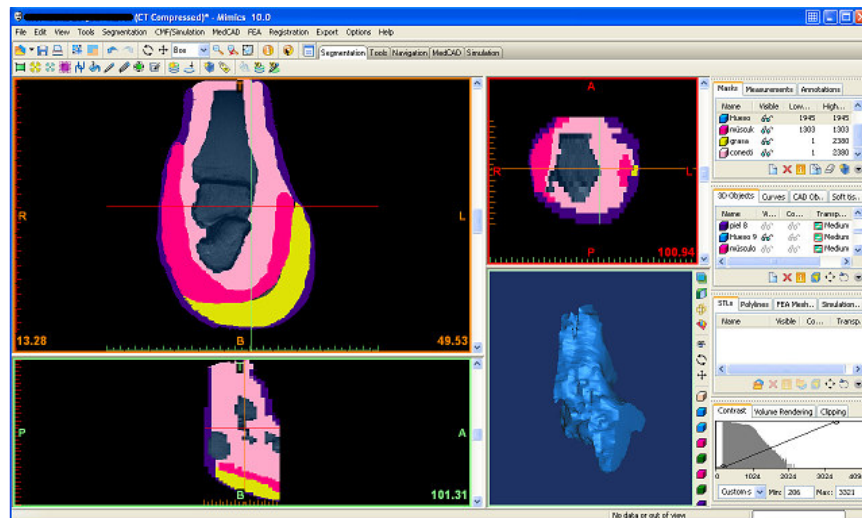 (CT Compressed)* - Mimics 10.0
File Edit View Tools Segmentation CMF/Simulation MedCAD FEA Registration Export Options Help
Box
Segmentation Tools Navigation MedCAD Simulation
T
R
L
13.28
B
49.53
A
R
L
P
100.94
T
P
A
B
101.31
Masks Measurements Annotations
Name Visible Low... High...
Hueso 1945 1945
múscul 1303 1303
grasa 1 2380
conecti 1 2380
3D Objects Curves CAD Ob... Soft tis...
Name V... Co... Transp...
piel 8 Medium
Hueso 9 Medium
músculo Medium
STLs Polylines FEA Mesh... Simulation...
Name Visible Co... Transp.
Contrast Volume Rendering Clipping
0 1024 2024 3024 409
Custom s Min: 206 Max: 3321
No data or out of view